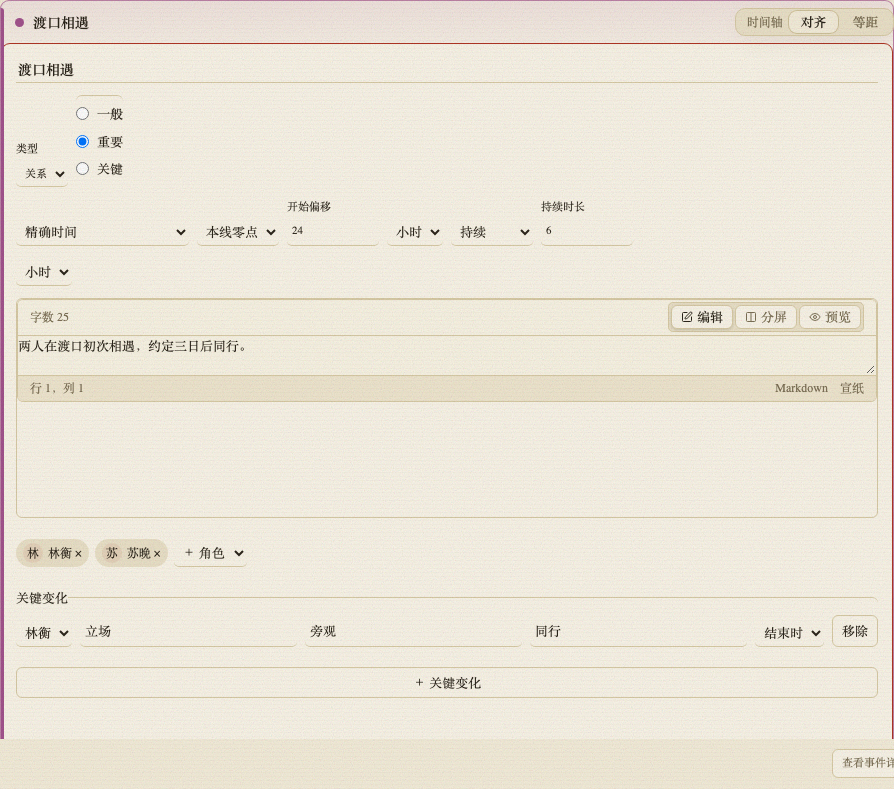 渡口相遇
时间轴 对齐 等距
渡口相遇
一般
重要
类型
关系
关键
开始偏移 持续时长
精确时间 本线零点 24 小时 持续 6
小时
字数 25 编辑 分屏 预览
两人在渡口初次相遇，约定三日后同行。
行 1，列 1 Markdown 宣纸
林 林衡 × 苏 苏晚 × + 角色
关键变化
林衡 立场 旁观 同行 结束时 移除
+ 关键变化
查看事件详